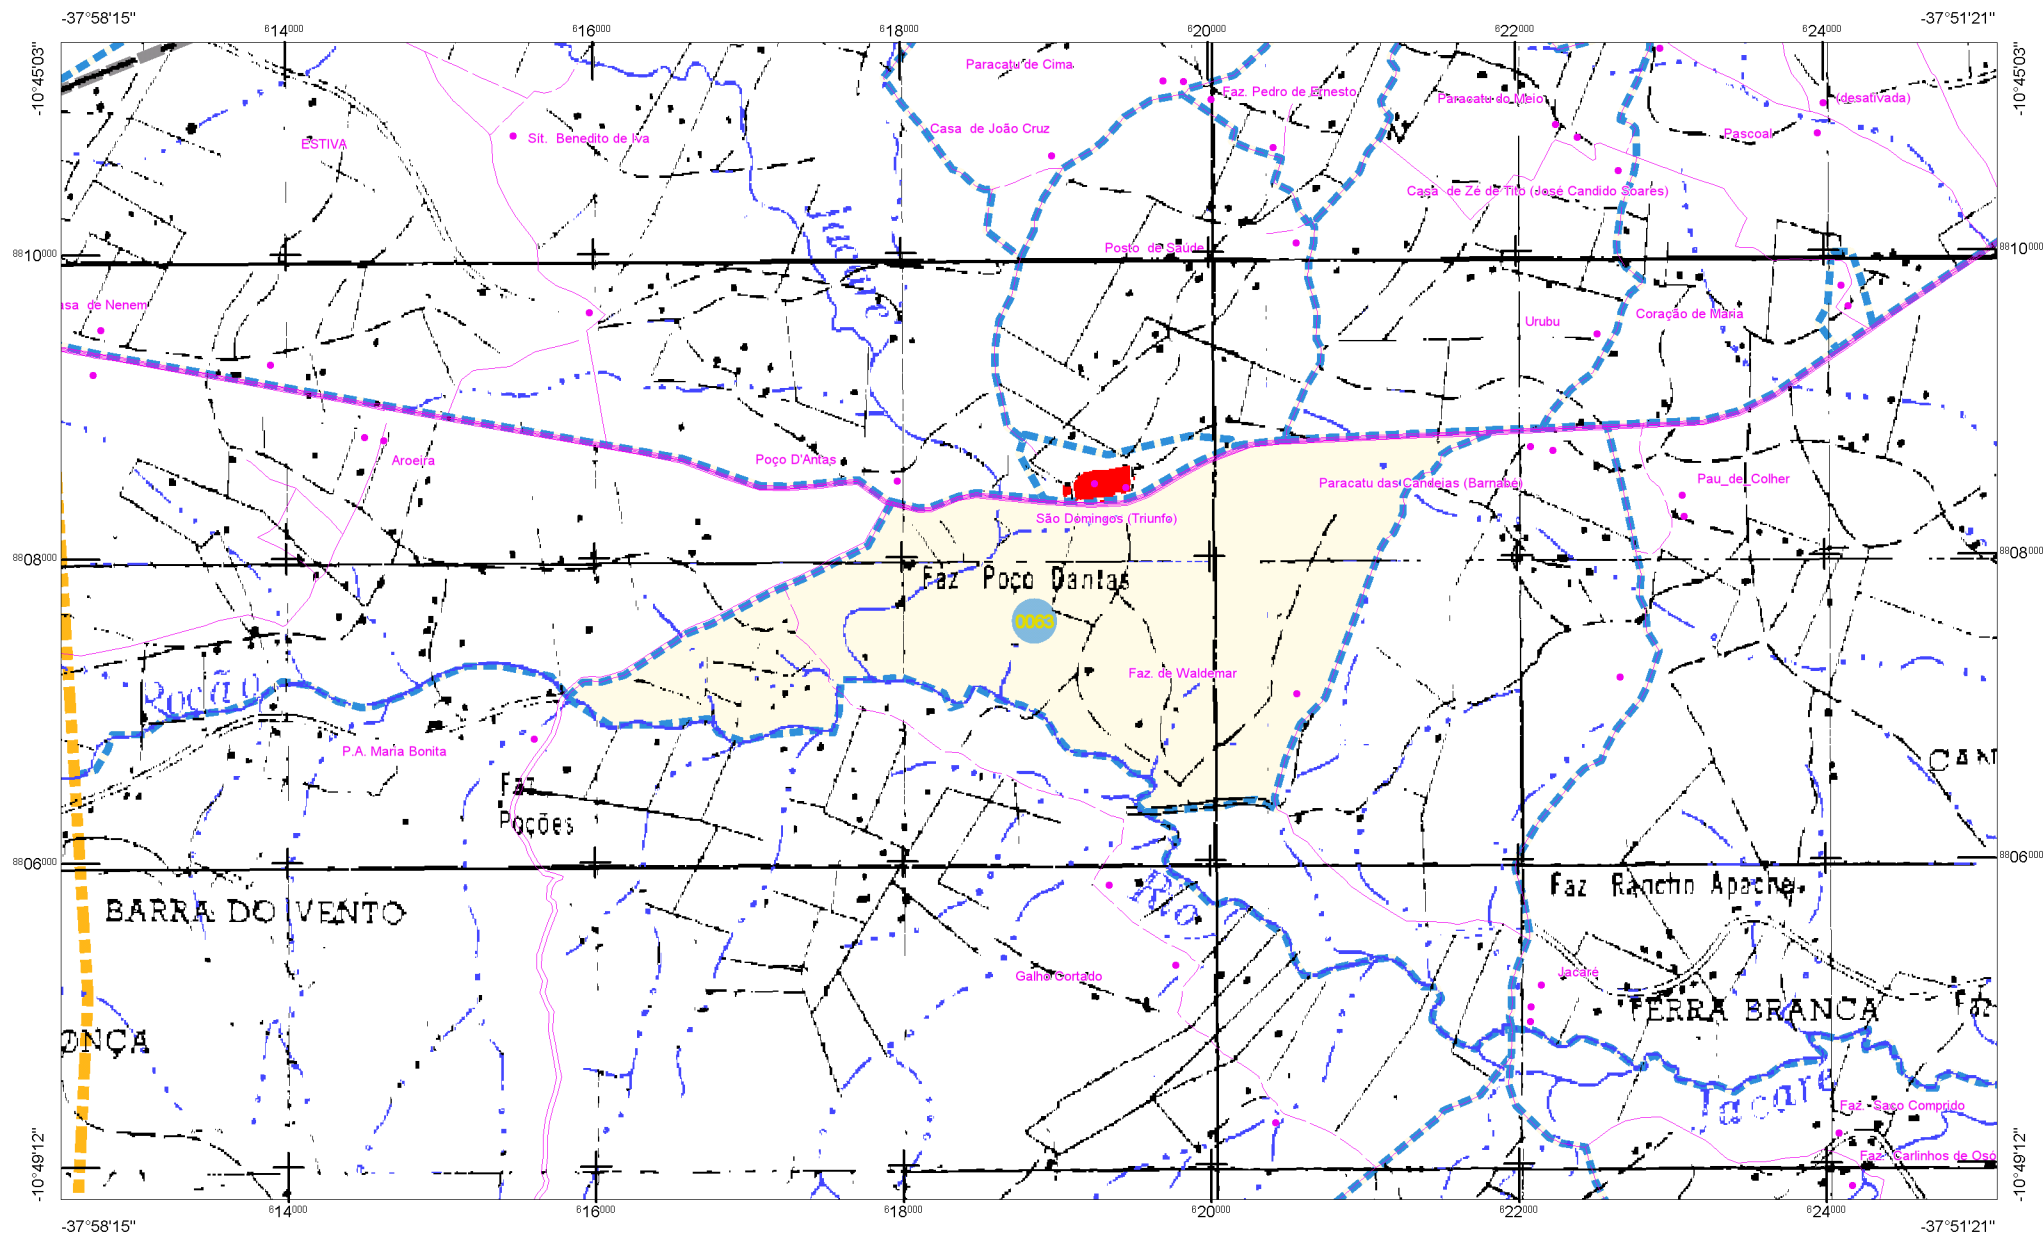 -37°58'15" -37°51'21"
614000 616000 618000 620000 622000 624000
-10°45'03" -10°45'03"
Paracatu de Cima
Faz. Pedro de Ernesto
Paracatu do Meio
(desativada)
Casa de João Cruz
Pascoal
Sit. Benedito de Iva
ESTIVA
Casa de Zé de Tito (José Candido Soares)
Posto de Saúde
8810000 8810000
asa de Nenem
Coração de Maria
Urubu
Poço D'Antas
Aroeira
Pau_de_Colher
Paracatu das Candeias (Barnabé)
São Domingos (Triunfo)
8808000 8808000
Faz Poço Dantas
0063
Faz. de Waldemar
Poção
P.A. Maria Bonita
CAN
Faz
Poções
8806000 8806000
Faz Rancho Apache
Rio
BARRA DO VENTO
Galho Cortado
Jacaré
TERRA BRANCA Faz
ONÇA
Jacaré
Faz. Saco Comprido
Faz. Carlinhos de Osó
-10°49'12" -10°49'12"
614000 616000 618000 620000 622000 624000
-37°58'15" -37°51'21"